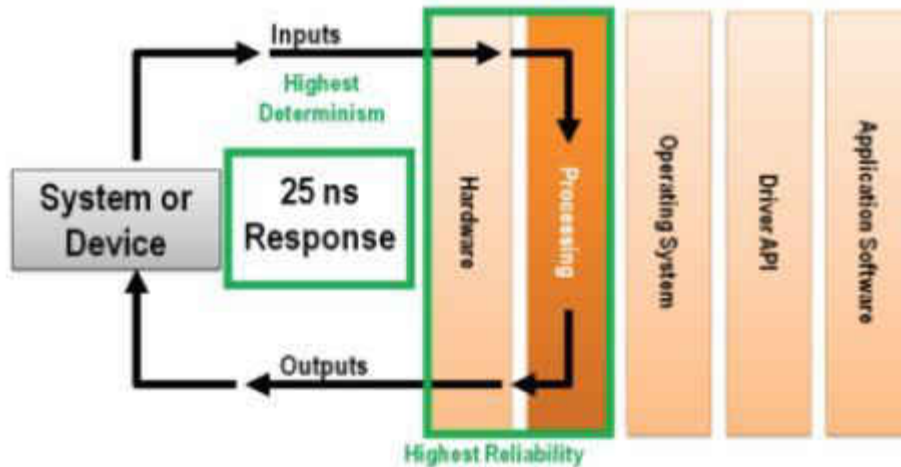 Inputs
Highest
Determinism
System or
Device
25 ns
Response
Hardware
Processing
Operating System
Driver API
Application Software
Outputs
Highest Reliability